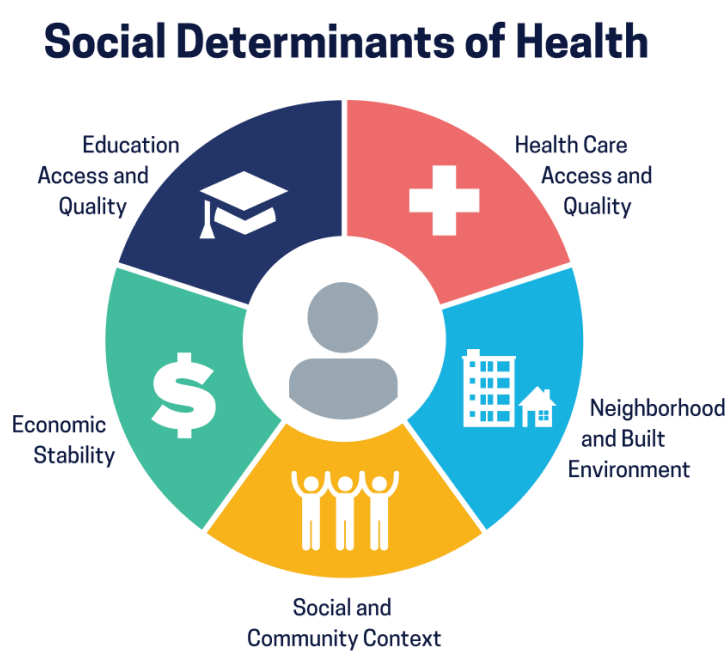 Social Determinants of Health
Education
Access and
Quality
Health Care
Access and
Quality
Economic
Stability
Neighborhood
and Built
Environment
Social and
Community Context